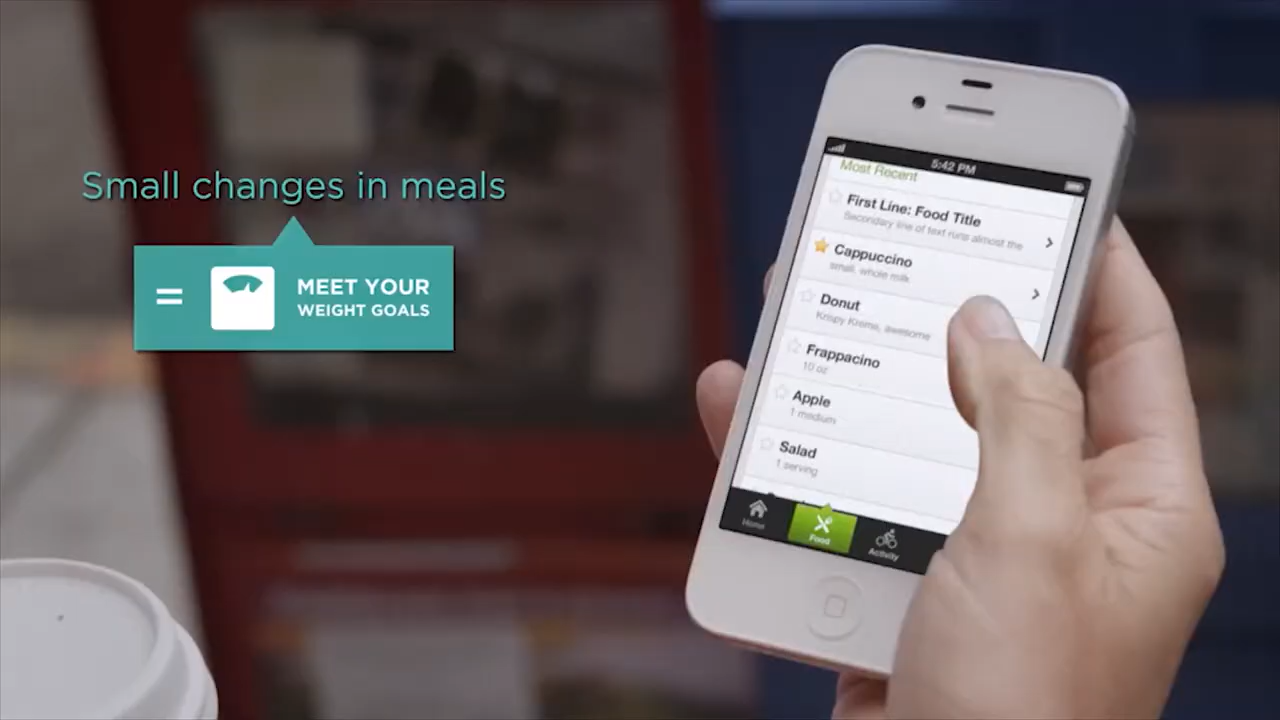 Small changes in meals
=
MEET YOUR
WEIGHT GOALS
5:42 PM
Most Recent
First Line: Food Title
Secondary line of text runs almost the
Cappuccino
small, whole milk
Donut
Krispy Kreme, awesome
Frappacino
10 oz
Apple
1 medium
Salad
1 serving
Home
Food
Activity